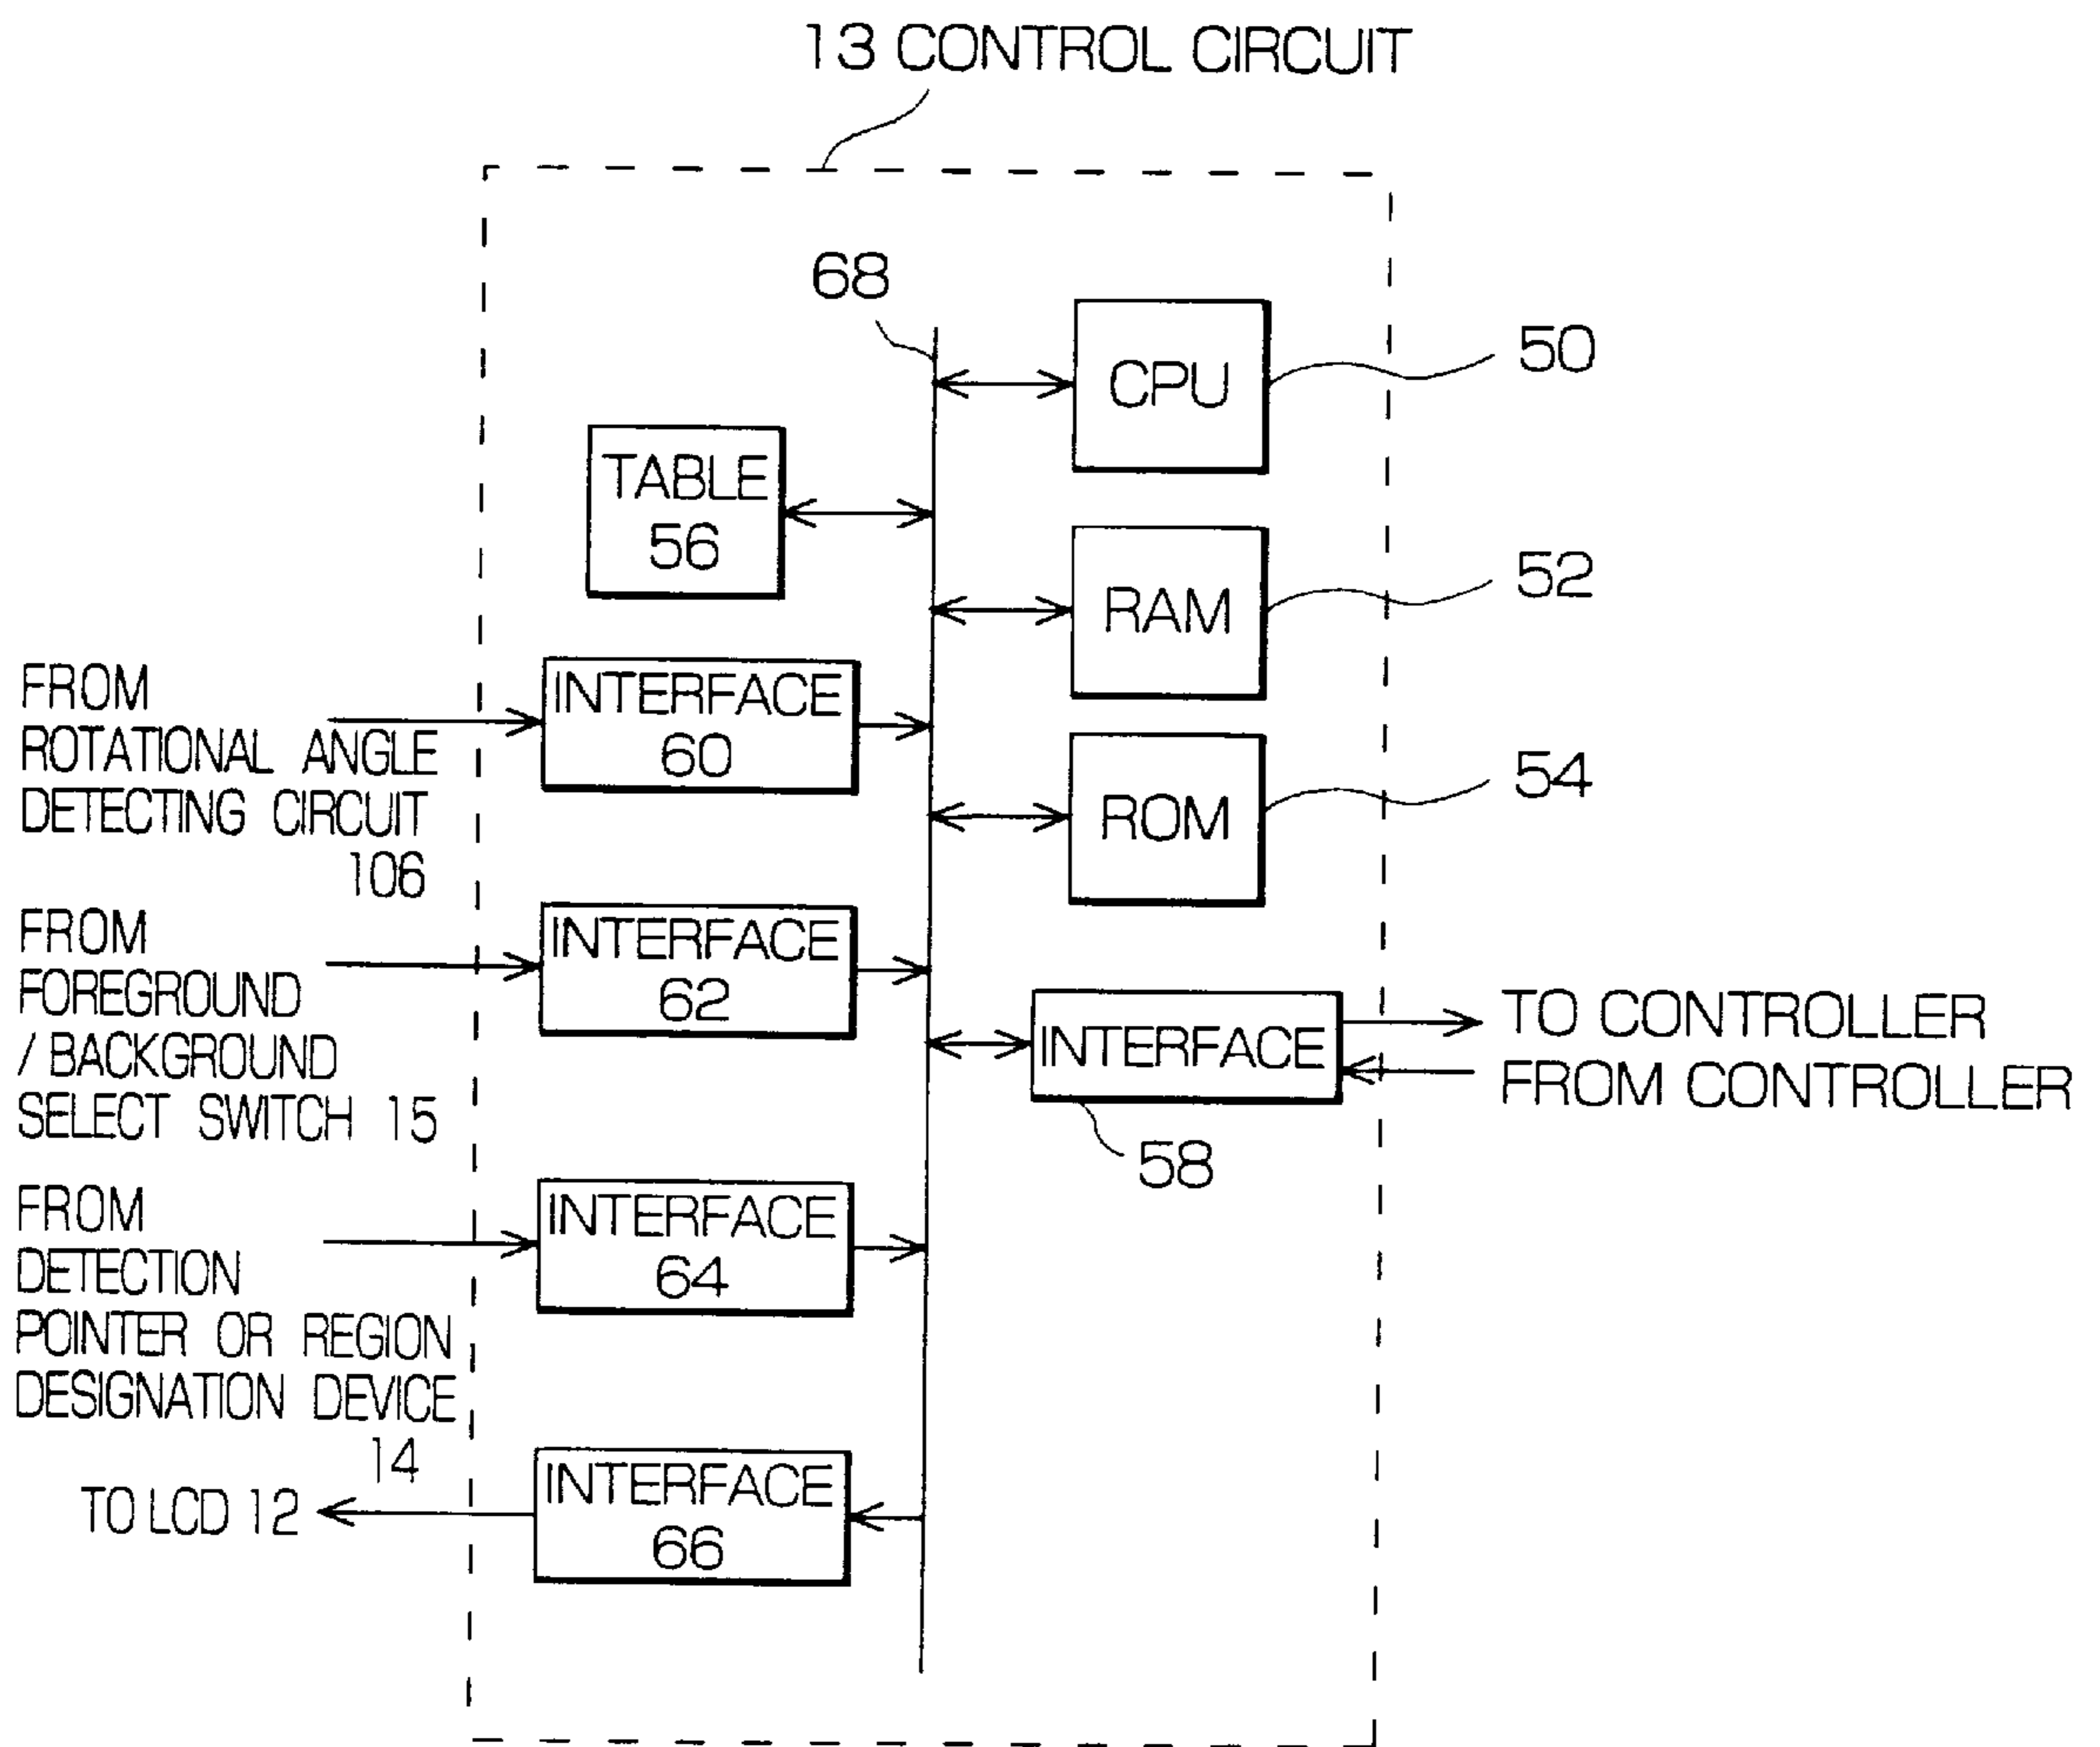 13 CONTROL CIRCUIT
68
CPU
50
TABLE
56
RAM
52
FROM
ROTATIONAL ANGLE
DETECTING CIRCUIT
106
INTERFACE
60
ROM
54
FROM
FOREGROUND
/ BACKGROUND
SELECT SWITCH 15
INTERFACE
62
INTERFACE
58
TO CONTROLLER
FROM CONTROLLER
FROM
DETECTION
POINTER OR REGION
DESIGNATION DEVICE
14
INTERFACE
64
TO LCD 12
INTERFACE
66